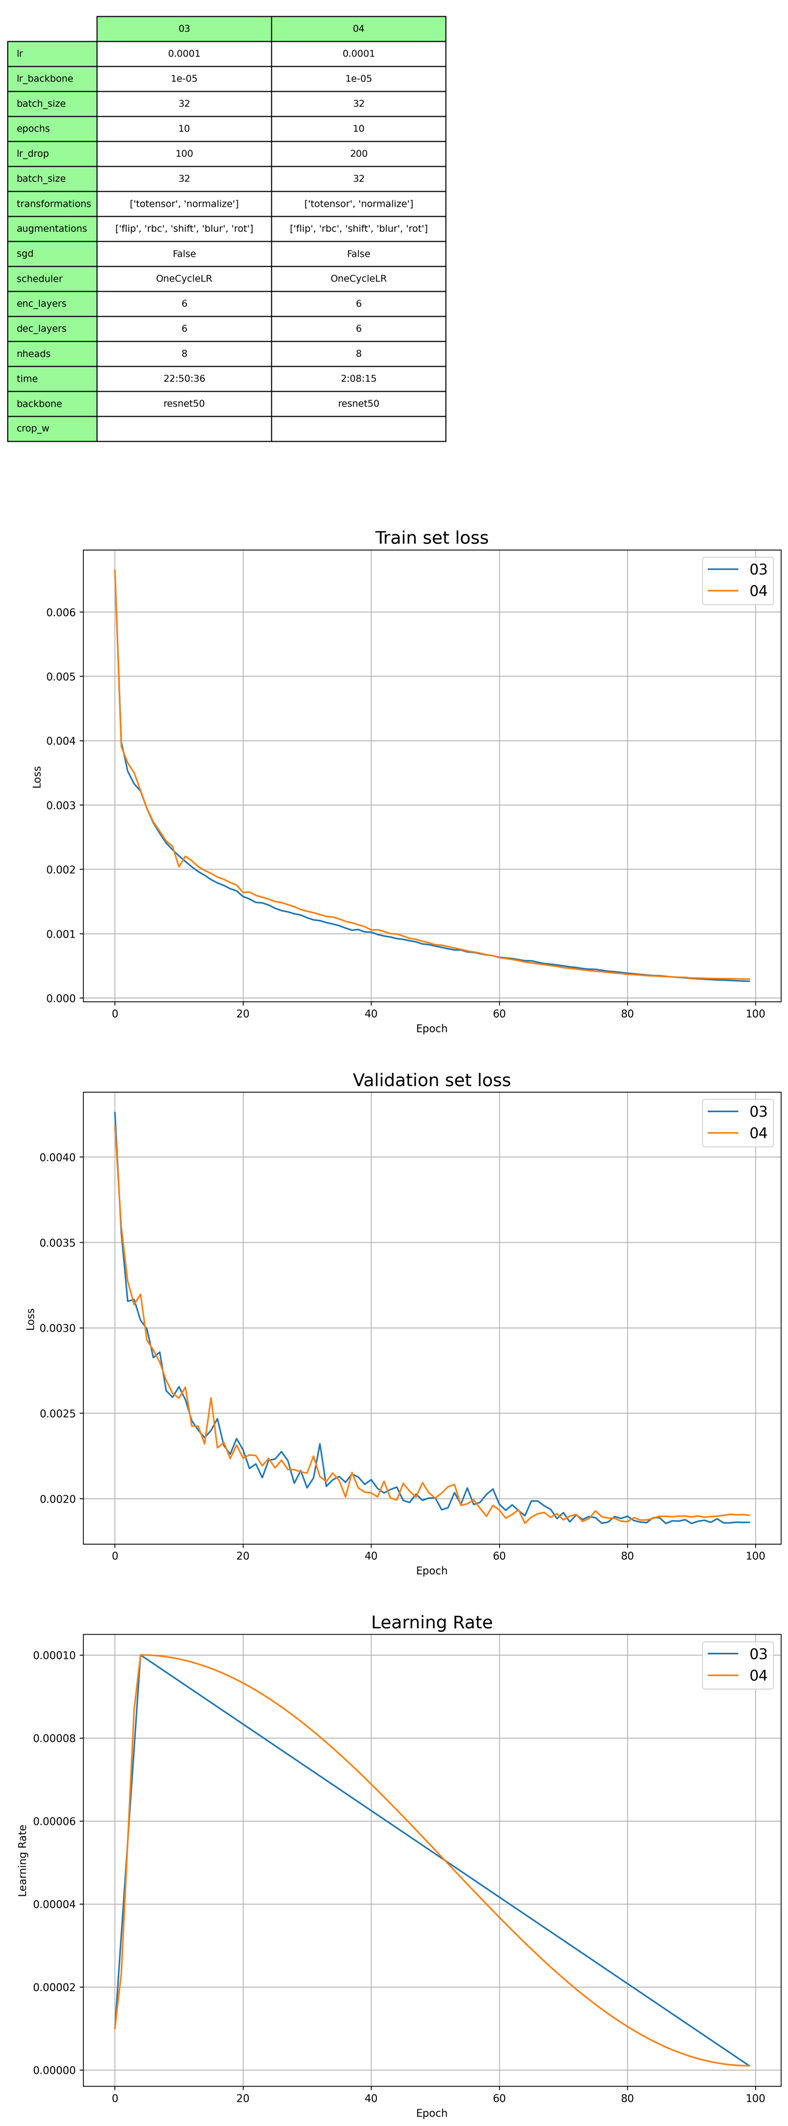 03 04
lr 0.0001 0.0001
lr_backbone 1e-05 1e-05
batch_size 32 32
epochs 10 10
lr_drop 100 200
batch_size 32 32
transformations ['totensor', 'normalize'] ['totensor', 'normalize']
augmentations ['flip', 'rbc', 'shift', 'blur', 'rot'] ['flip', 'rbc', 'shift', 'blur', 'rot']
sgd False False
scheduler OneCycleLR OneCycleLR
enc_layers 6 6
dec_layers 6 6
nheads 8 8
time 22:50:36 2:08:15
backbone resnet50 resnet50
crop_w
Train set loss
03
04
0.006
0.005
0.004
0.003
0.002
0.001
0.000
Loss
0 20 40 60 80 100
Epoch
Validation set loss
03
04
0.0040
0.0035
0.0030
0.0025
0.0020
Loss
0 20 40 60 80 100
Epoch
Learning Rate
03
04
0.00010
0.00008
0.00006
0.00004
0.00002
0.00000
Learning Rate
0 20 40 60 80 100
Epoch